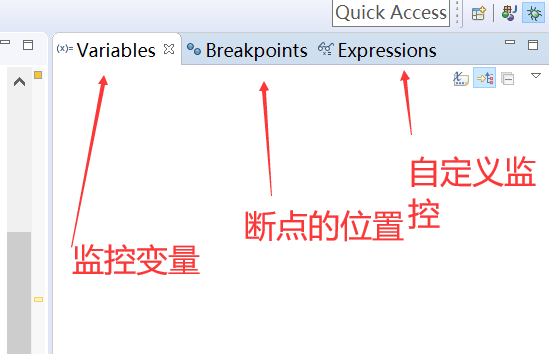 Quick Access
(x)= Variables Breakpoints Expressions
自定义监
控
断点的位置
监控变量